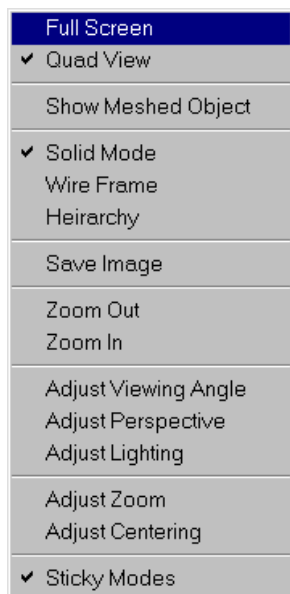 Full Screen
Quad View
Show Meshed Object
Solid Mode
Wire Frame
Heirarchy
Save Image
Zoom Out
Zoom In
Adjust Viewing Angle
Adjust Perspective
Adjust Lighting
Adjust Zoom
Adjust Centering
Sticky Modes